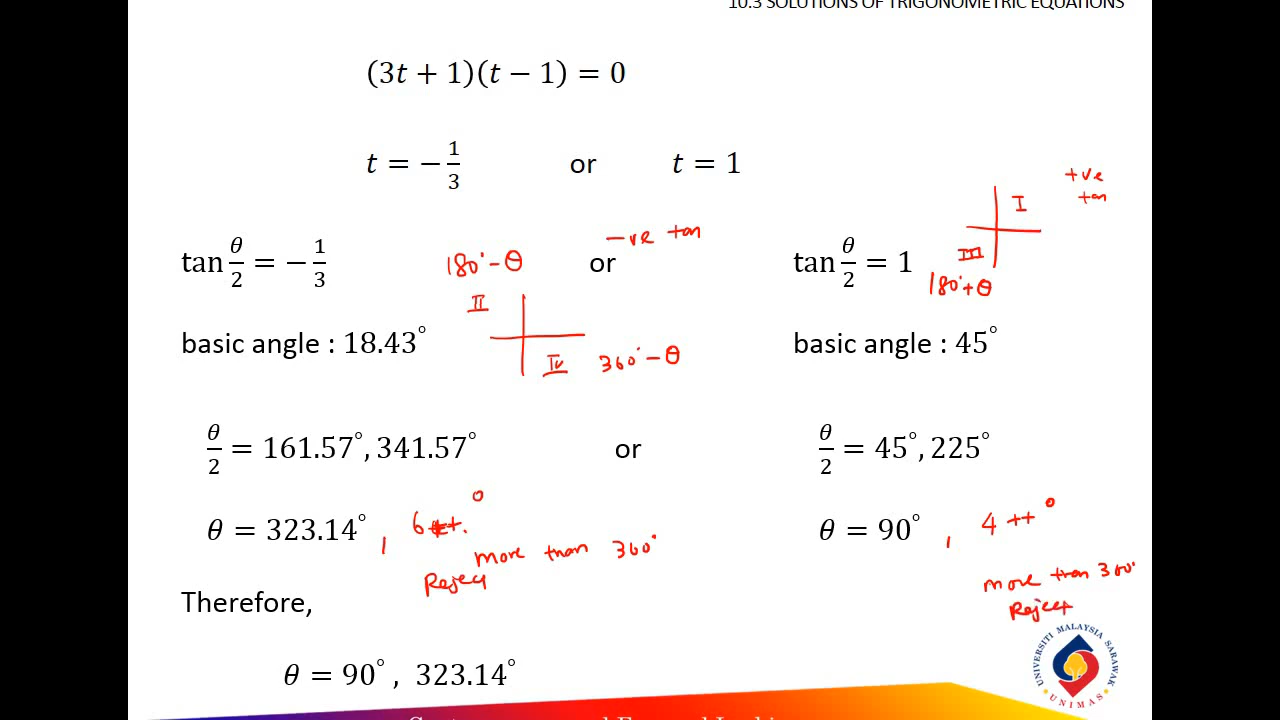 10.3 SOLUTIONS OF TRIGONOMETRIC EQUATIONS
(3t + 1)(t − 1) = 0
t = −1/3 or t = 1
+ve
tan
I
−ve tan
tan θ/2 = −1/3 180° − θ or tan θ/2 = 1 III
180° + θ
II
basic angle : 18.43° basic angle : 45°
IV 360° − θ
θ/2 = 161.57°, 341.57° or θ/2 = 45°, 225°
θ = 323.14° , 6++.° θ = 90° , 4++°
more than 360° more than 360°
Reject Reject
Therefore,
θ = 90° , 323.14°
UNIVERSITI MALAYSIA SARAWAK
UNIMAS